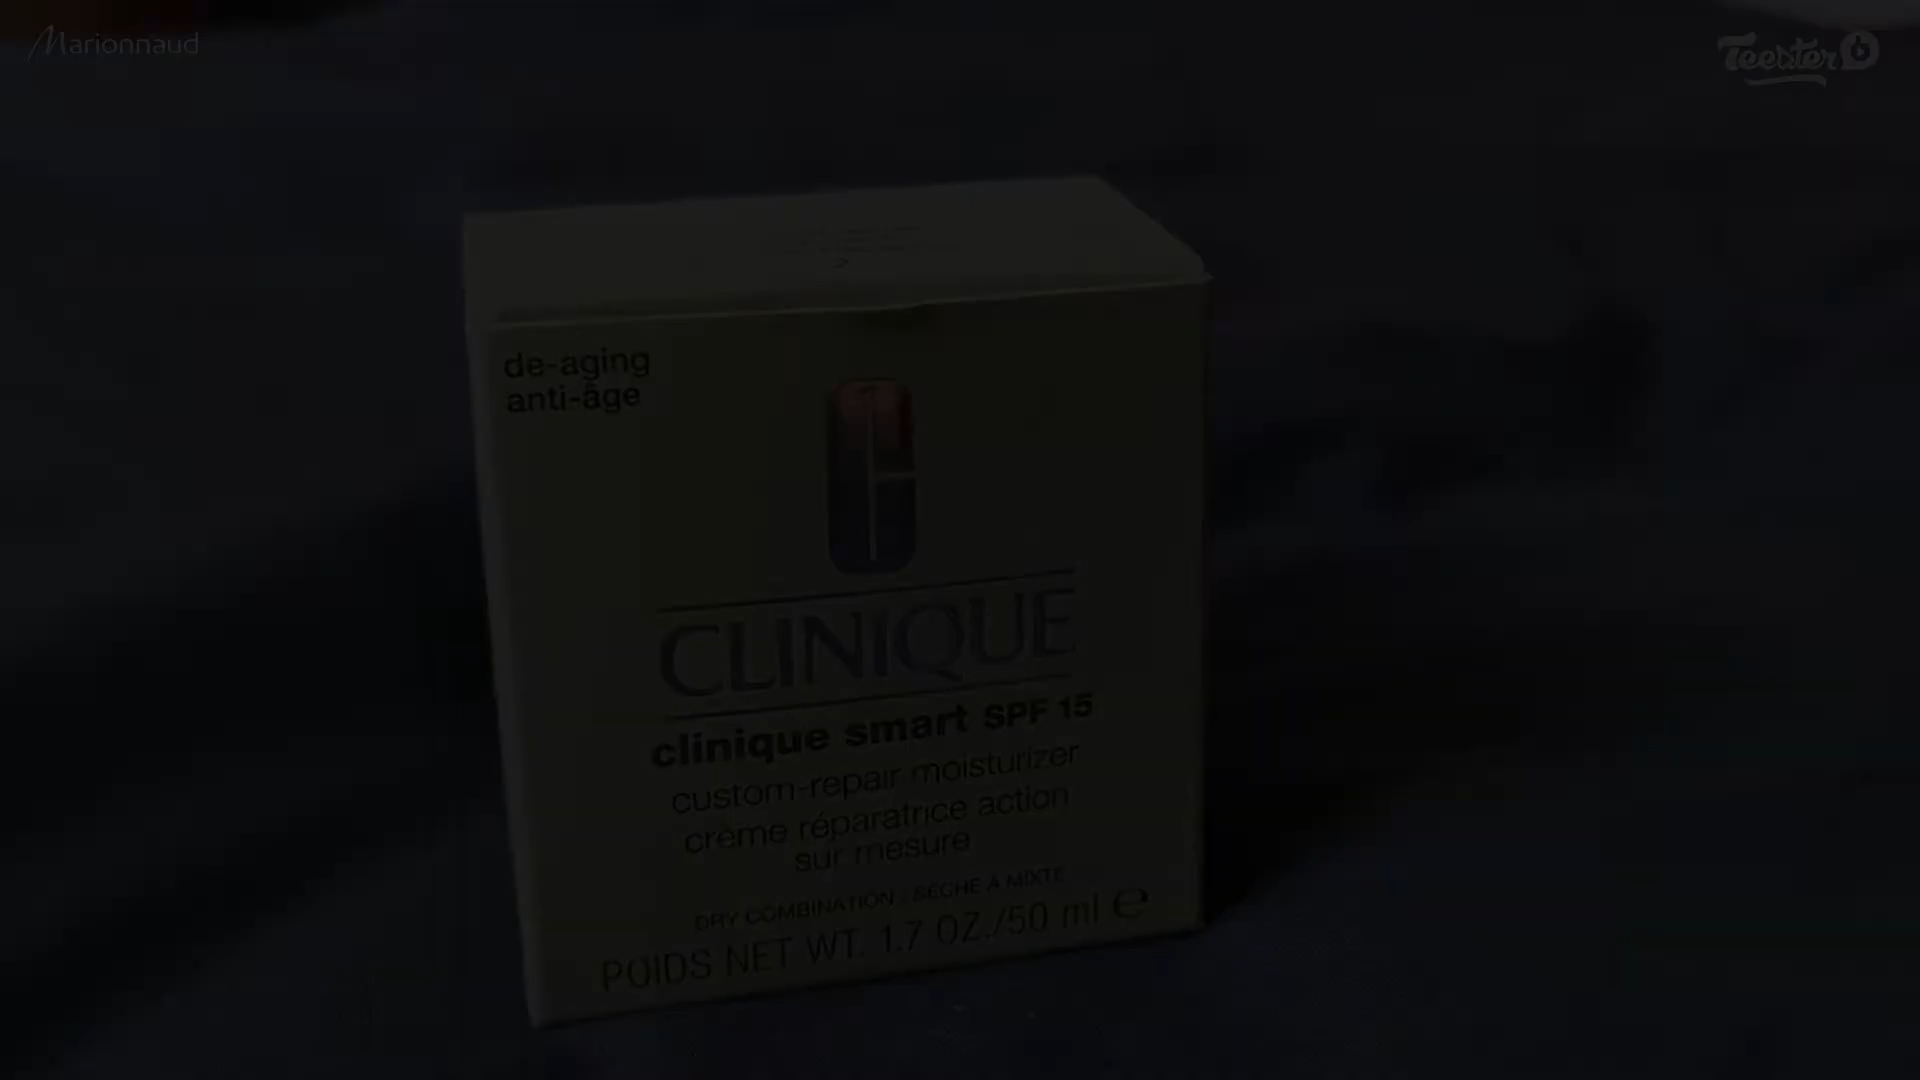 Marionnaud
Teester
de-aging
anti-âge
CLINIQUE
clinique smart SPF 15
custom-repair moisturizer
crème réparatrice action
sur mesure
DRY COMBINATION : SÈCHE À MIXTE
POIDS NET WT. 1.7 OZ./50 ml e